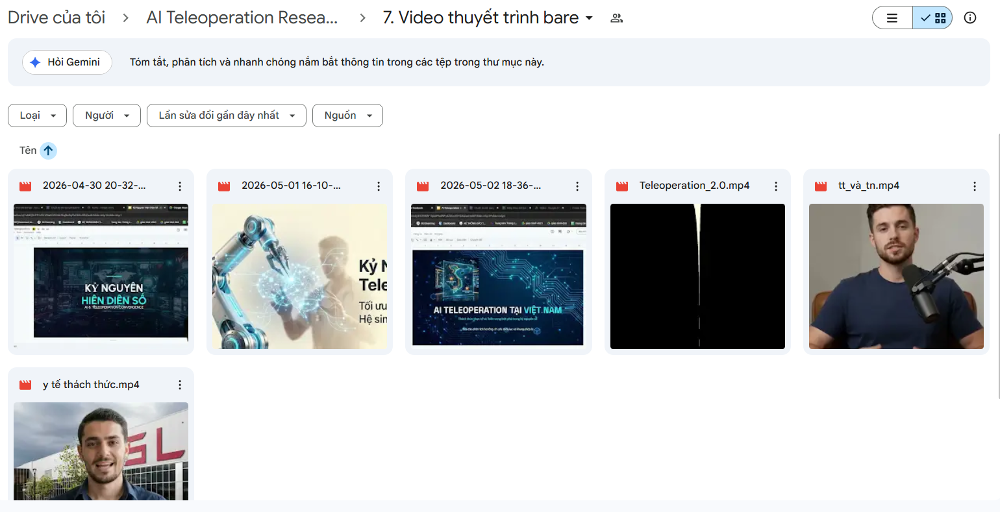 Drive của tôi > AI Teleoperation Resea... > 7. Video thuyết trình bare
Hỏi Gemini Tóm tắt, phân tích và nhanh chóng nắm bắt thông tin trong các tệp trong thư mục này.
Loại Người Lần sửa đổi gần đây nhất Nguồn
Tên
2026-04-30 20-32-... 2026-05-01 16-10-... 2026-05-02 18-36-... Teleoperation_2.0.mp4 tt_và_tn.mp4
KỶ NGUYÊN
HIỆN DIỆN SỐ
AI & TELEOPERATION CONVERGENCE
Kỷ N
Tele
Tối ưu
Hệ sin
AI TELEOPERATION TẠI VIỆT NAM
y tế thách thức.mp4
SL